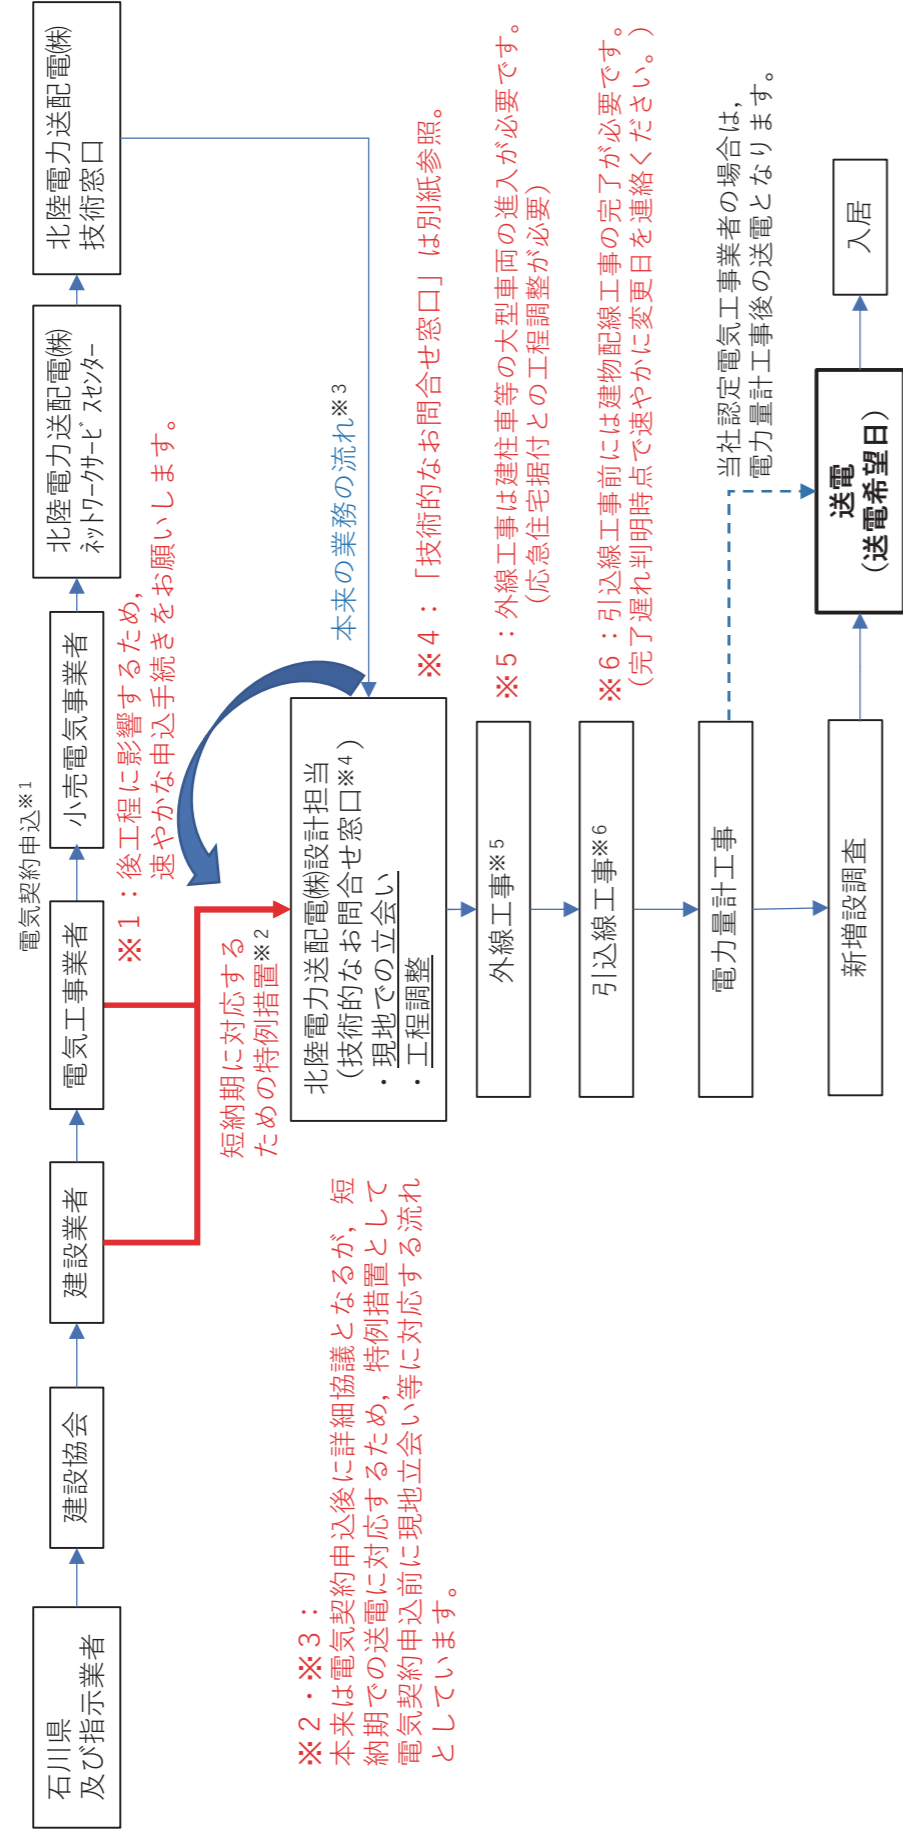 石川県
及び指示業者
建設協会
建設業者
電気工事業者
電気契約申込※1
小売電気事業者
北陸電力送配電㈱
ネットワークサービスセンター
北陸電力送配電㈱
技術窓口
※1：後工程に影響するため，
速やかな申込手続きをお願いします。
短納期に対応する
ための特例措置※2
本来の業務の流れ※3
※2・※3：
本来は電気契約申込後に詳細協議となるが，短
納期での送電に対応するため，特例措置として
電気契約申込前に現地立会い等に対応する流れ
としています。
北陸電力送配電㈱設計担当
（技術的なお問合せ窓口※4）
・現地での立会い
・工程調整
※4：「技術的なお問合せ窓口」は別紙参照。
外線工事※5
※5：外線工事は建柱車等の大型車両の進入が必要です。
（応急住宅据付との工程調整が必要）
引込線工事※6
※6：引込線工事前には建物配線工事の完了が必要です。
（完了遅れ判明時点で速やかに変更日を連絡ください。）
電力量計工事
当社認定電気工事業者の場合は，
電力量計工事後の送電となります。
新増設調査
送電
（送電希望日）
入居